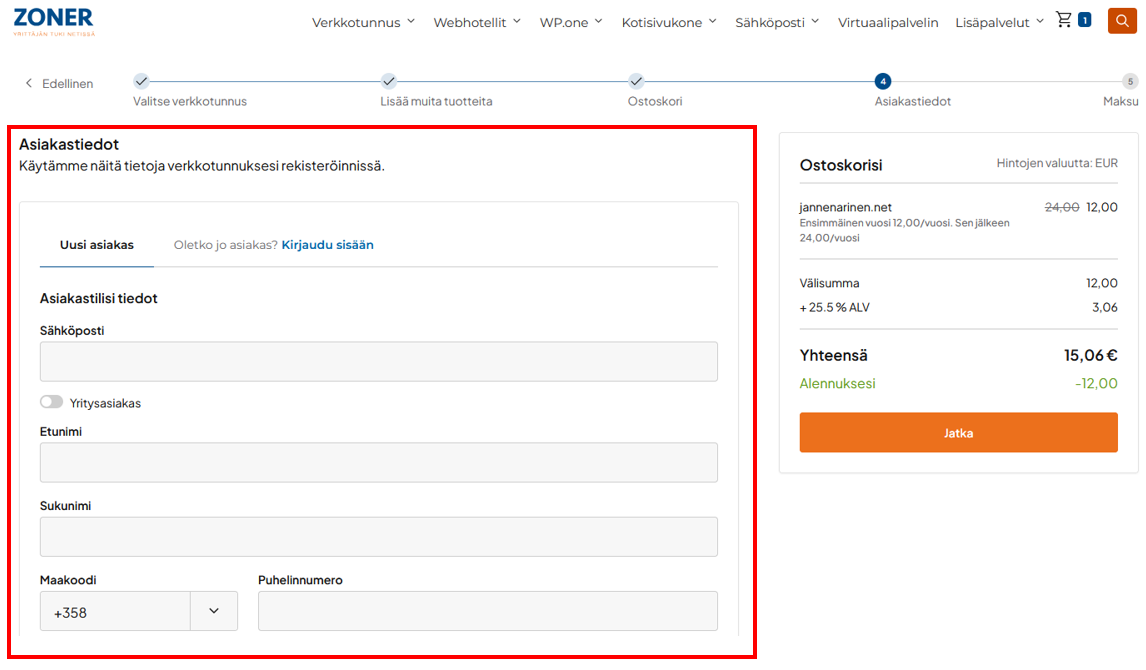 ZONER
YRITTÄJÄN TUKI NETISSÄ
Verkkotunnus Webhotellit WP.one Kotisivukone Sähköposti Virtuaalipalvelin Lisäpalvelut 1
Edellinen
4 5
Valitse verkkotunnus Lisää muita tuotteita Ostoskori Asiakastiedot Maksu
Asiakastiedot
Käytämme näitä tietoja verkkotunnuksesi rekisteröinnissä.
Uusi asiakas Oletko jo asiakas? Kirjaudu sisään
Asiakastilisi tiedot
Sähköposti
Yritysasiakas
Etunimi
Sukunimi
Maakoodi Puhelinnumero
+358
Ostoskorisi Hintojen valuutta: EUR
jannenarinen.net 24,00 12,00
Ensimmäinen vuosi 12,00/vuosi. Sen jälkeen
24,00/vuosi
Välisumma 12,00
+ 25.5 % ALV 3,06
Yhteensä 15,06 €
Alennuksesi -12,00
Jatka